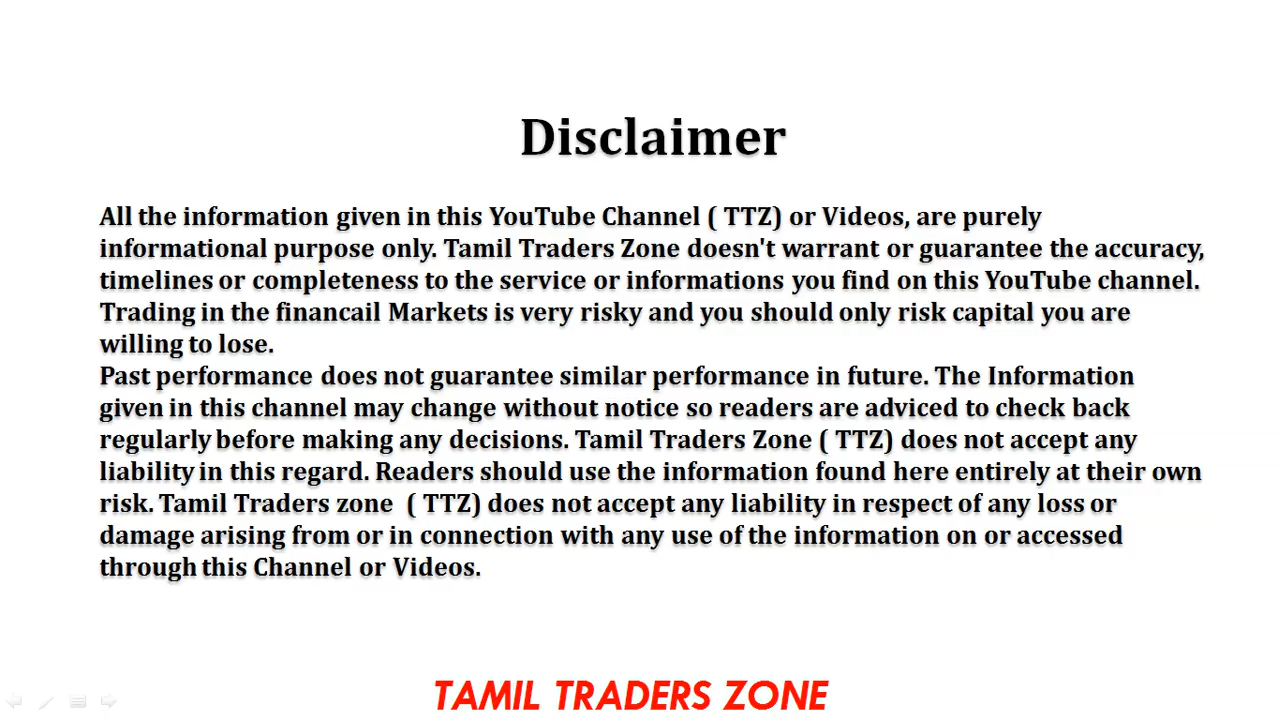 Disclaimer
All the information given in this YouTube Channel ( TTZ) or Videos, are purely
informational purpose only. Tamil Traders Zone doesn't warrant or guarantee the accuracy,
timelines or completeness to the service or informations you find on this YouTube channel.
Trading in the financail Markets is very risky and you should only risk capital you are
willing to lose.
Past performance does not guarantee similar performance in future. The Information
given in this channel may change without notice so readers are adviced to check back
regularly before making any decisions. Tamil Traders Zone ( TTZ) does not accept any
liability in this regard. Readers should use the information found here entirely at their own
risk. Tamil Traders zone  ( TTZ) does not accept any liability in respect of any loss or
damage arising from or in connection with any use of the information on or accessed
through this Channel or Videos.
TAMIL TRADERS ZONE